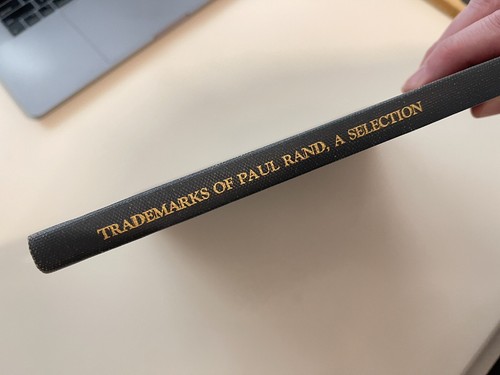 TRADEMARKS OF PAUL RAND, A SELECTION